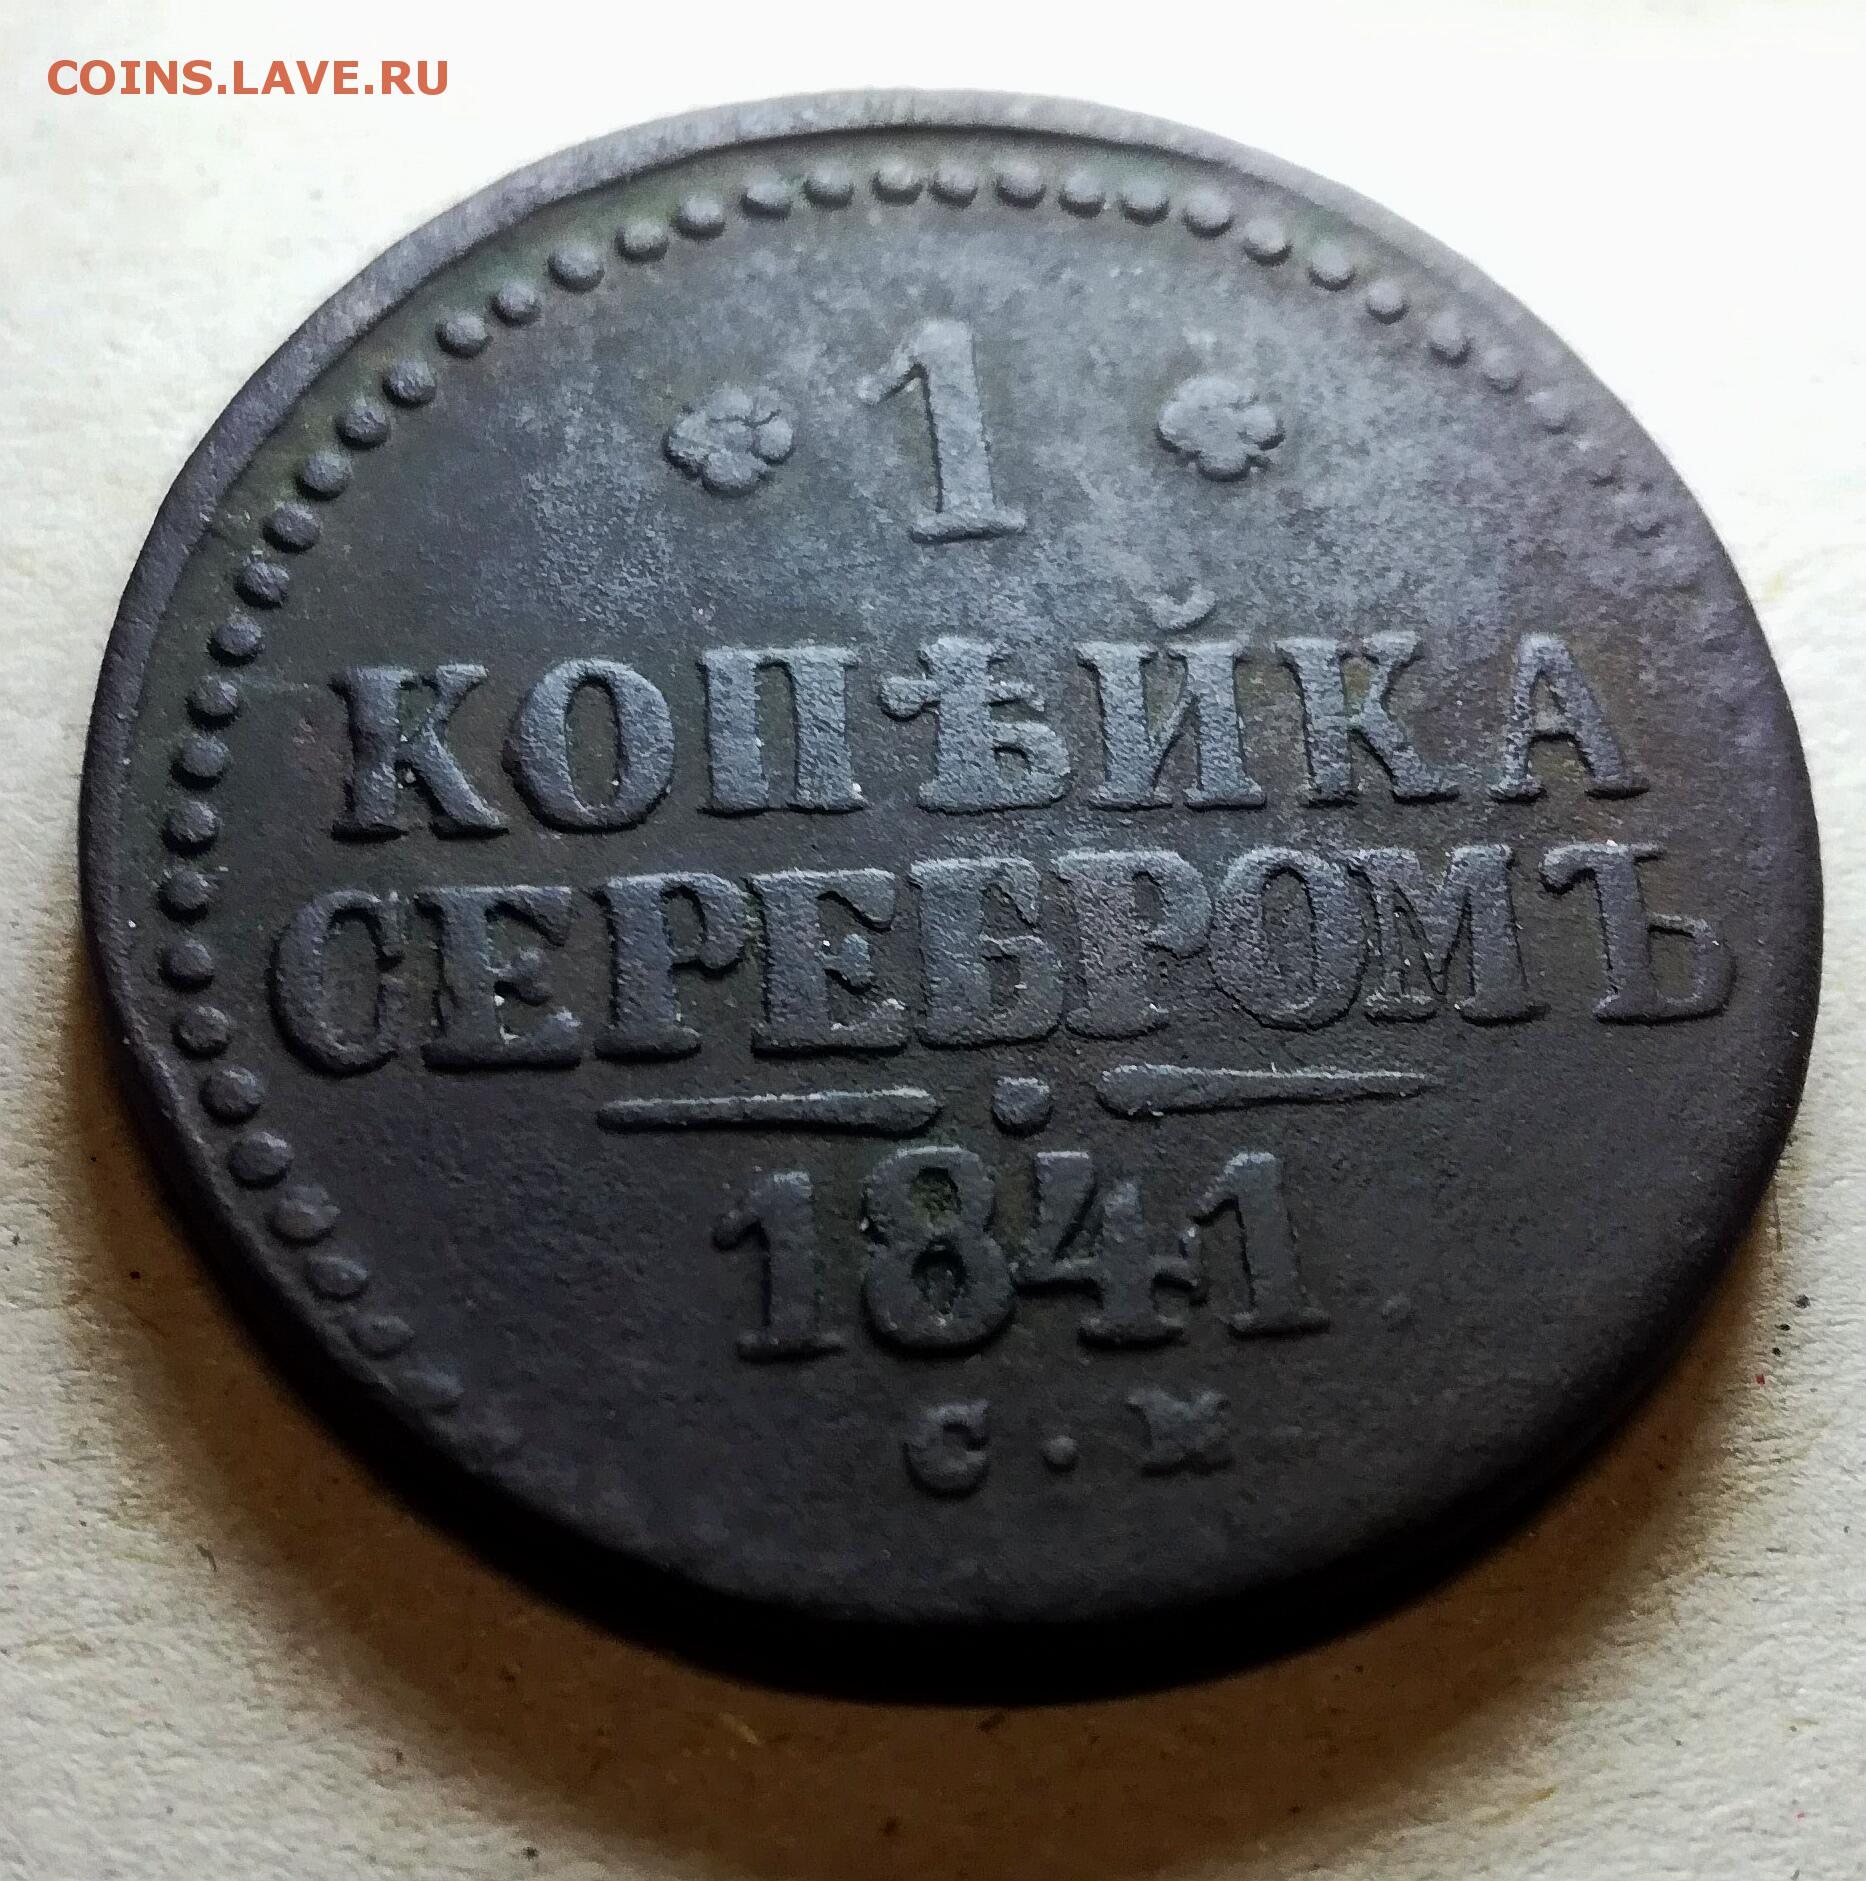 COINS.LAVE.RU
1
КОПѢЙКА
СЕРЕБРОМЪ
1841
С.М